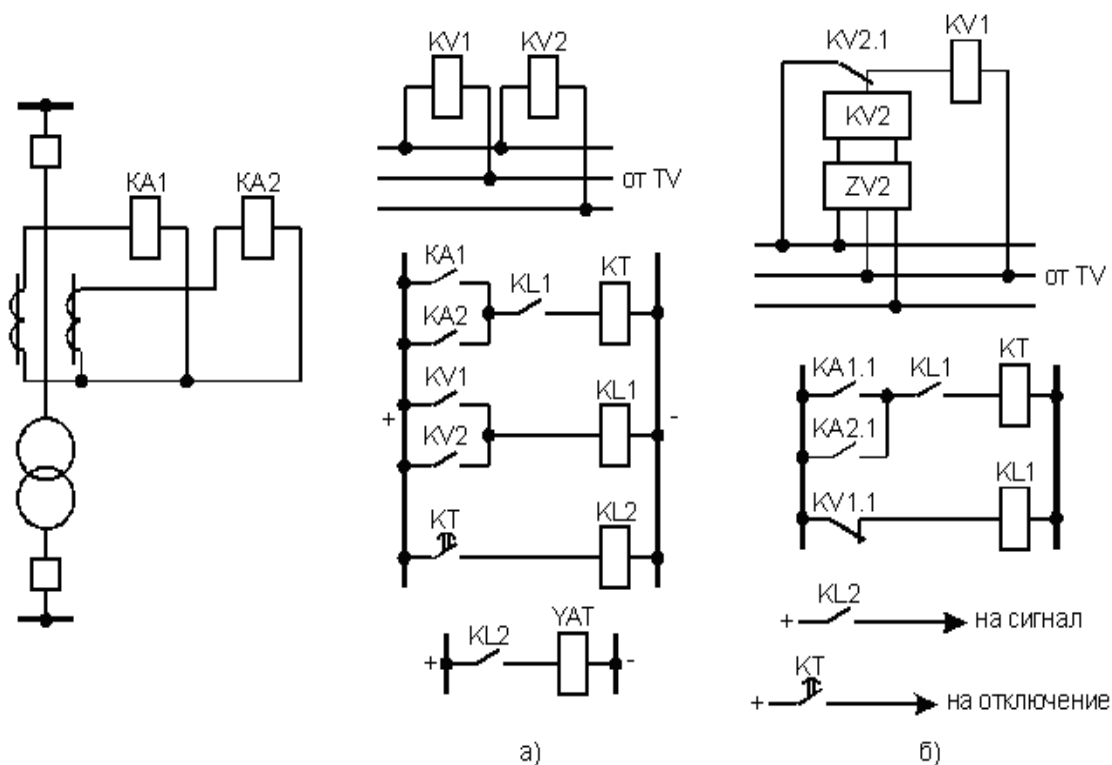 KA1 KA2
KV1 KV2
от TV
KA1 KL1 KT
KA2
KV1 KL1
+ -
KV2
KT KL2
+ KL2 YAT -
а)
KV2.1 KV1
KV2
ZV2
от TV
KA1.1 KL1 KT
KA2.1
KV1.1 KL1
+ KL2 на сигнал
+ KT на отключение
б)